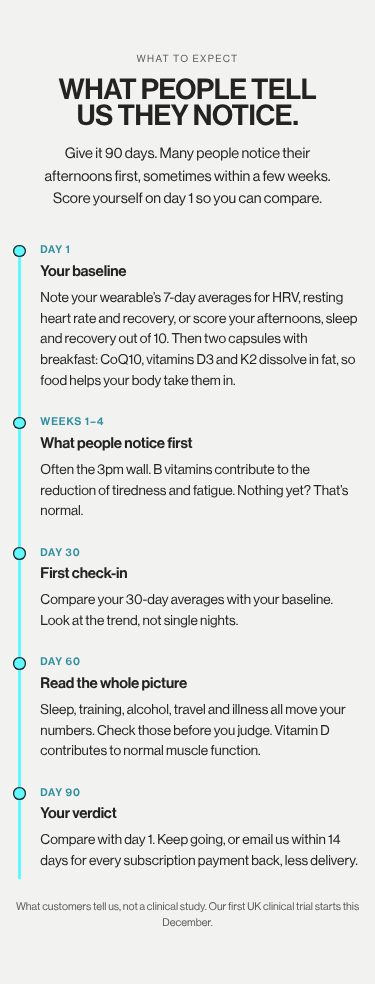 WHAT TO EXPECT
WHAT PEOPLE TELL
US THEY NOTICE.
Give it 90 days. Many people notice their
afternoons first, sometimes within a few weeks.
Score yourself on day 1 so you can compare.
DAY 1
Your baseline
Note your wearable's 7-day averages for HRV, resting
heart rate and recovery, or score your afternoons, sleep
and recovery out of 10. Then two capsules with
breakfast: CoQ10, vitamins D3 and K2 dissolve in fat, so
food helps your body take them in.
WEEKS 1–4
What people notice first
Often the 3pm wall. B vitamins contribute to the
reduction of tiredness and fatigue. Nothing yet? That's
normal.
DAY 30
First check-in
Compare your 30-day averages with your baseline.
Look at the trend, not single nights.
DAY 60
Read the whole picture
Sleep, training, alcohol, travel and illness all move your
numbers. Check those before you judge. Vitamin D
contributes to normal muscle function.
DAY 90
Your verdict
Compare with day 1. Keep going, or email us within 14
days for every subscription payment back, less delivery.
What customers tell us, not a clinical study. Our first UK clinical trial starts this
December.